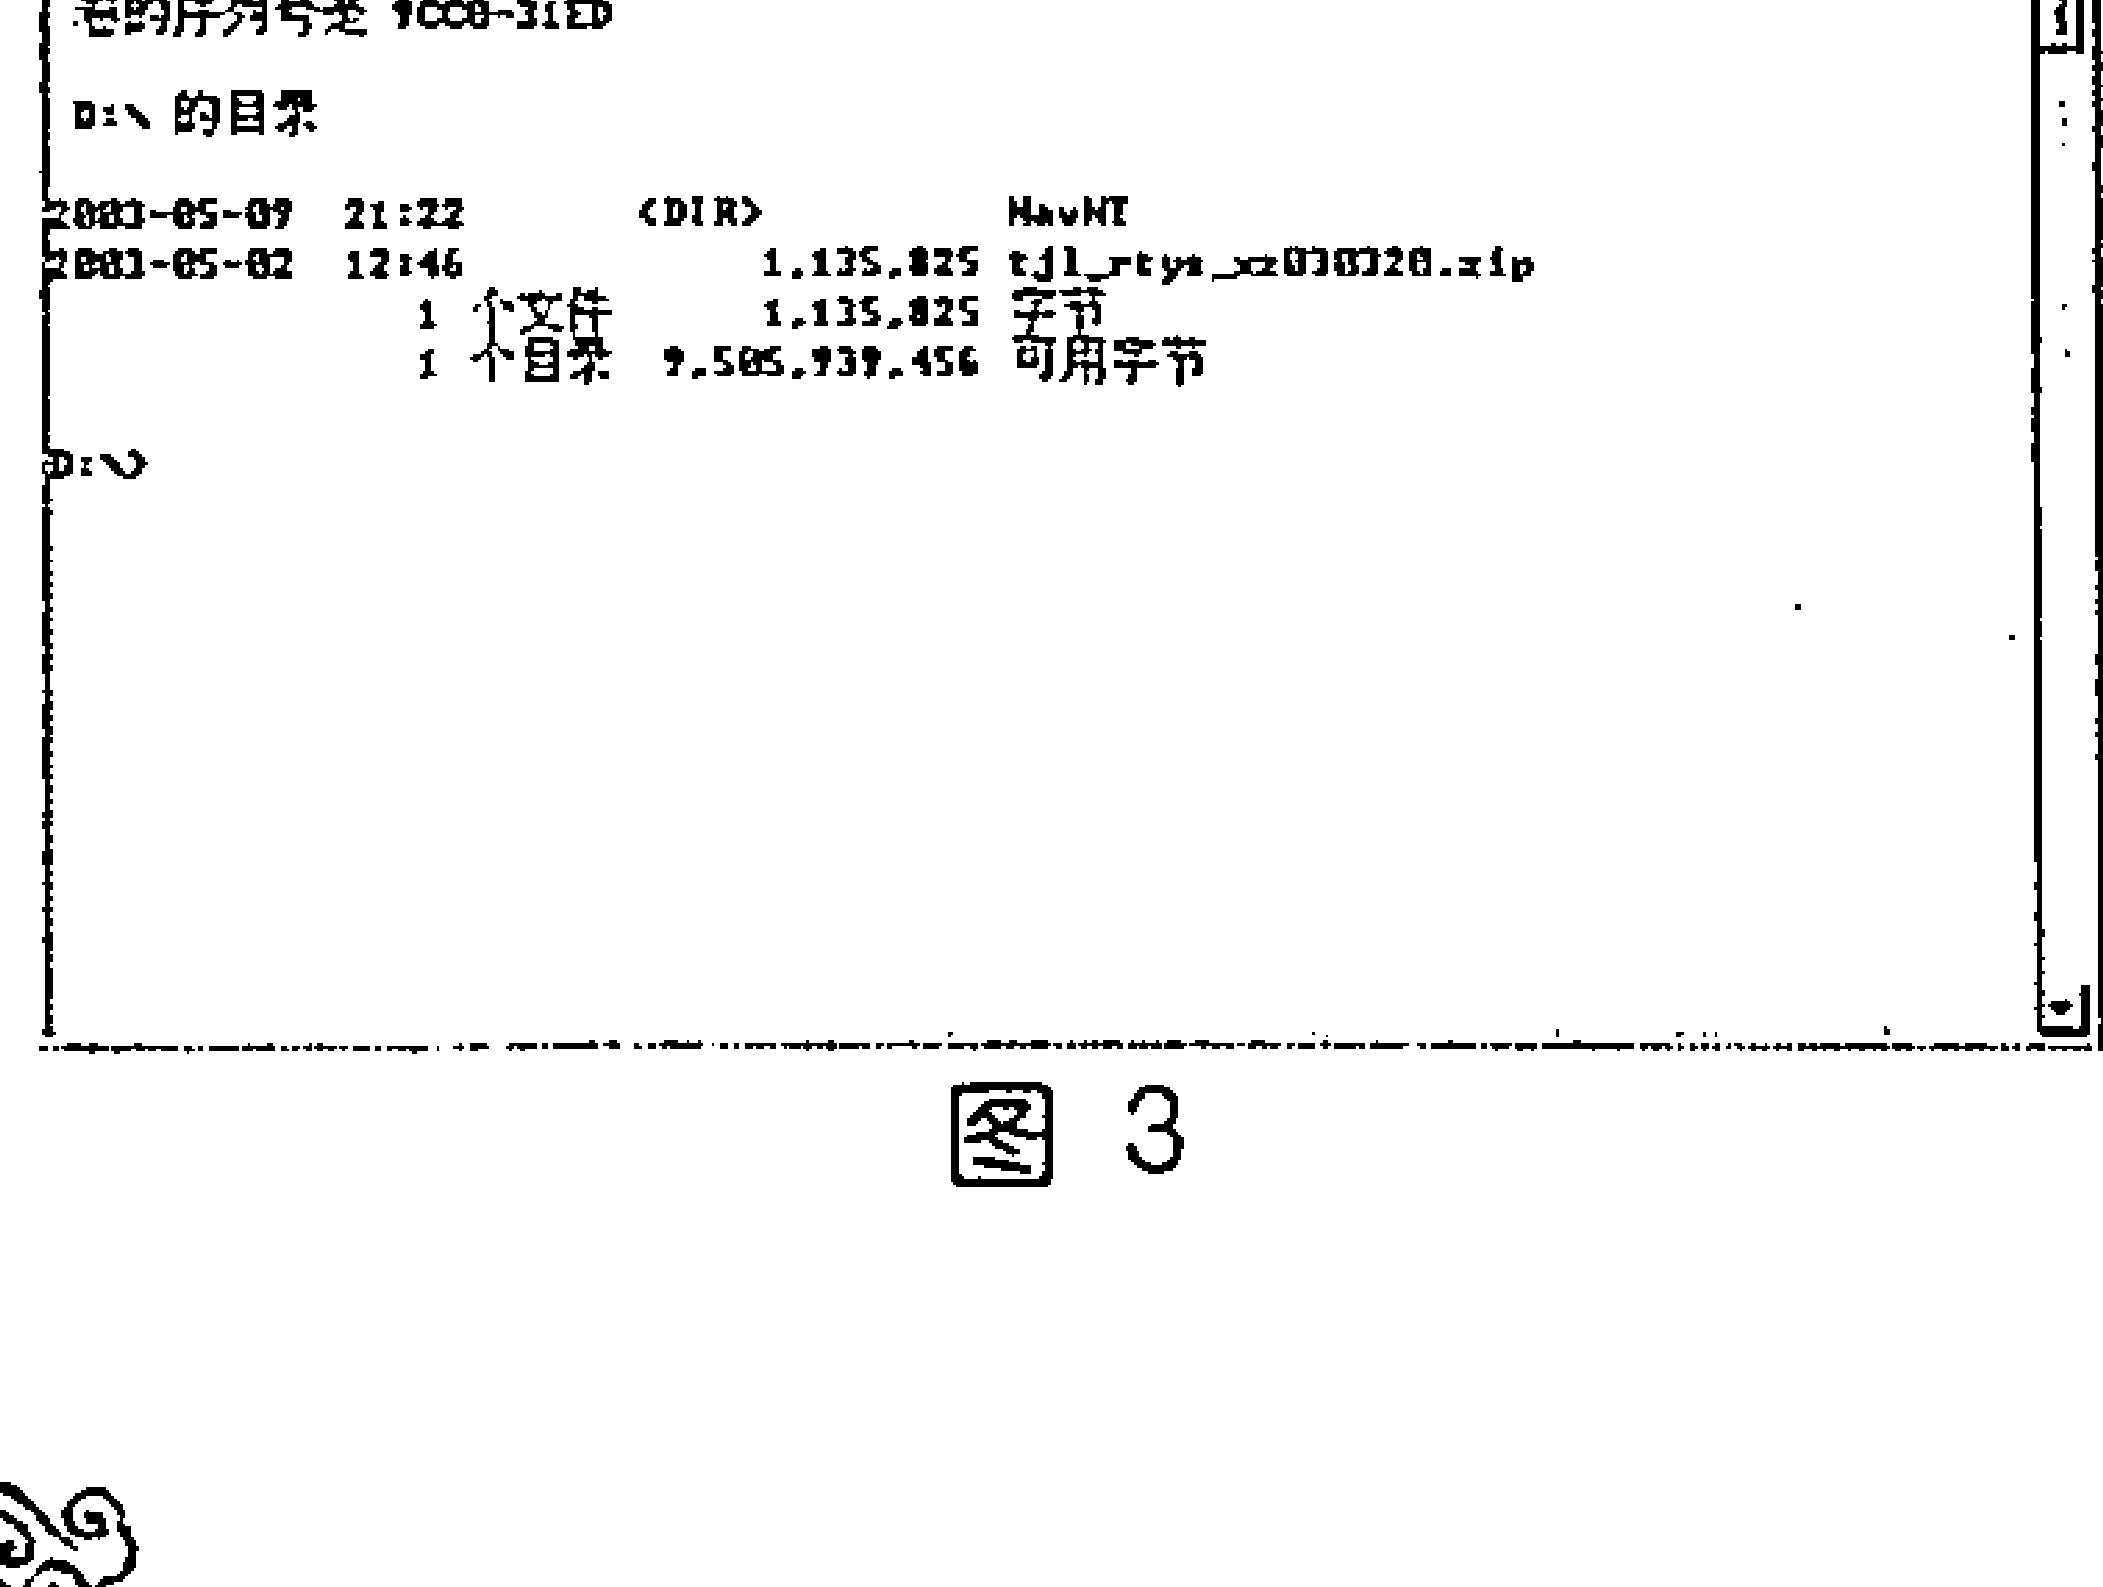 卷的序列号是 9CC8-31ED
D:\ 的目录
2003-05-09 21:22 <DIR> NavNT
2003-05-02 12:46 1,135,825 tjl_rtys_xz030320.zip
1 个文件 1,135,825 字节
1 个目录 9,505,939,456 可用字节
D:\>
图 3